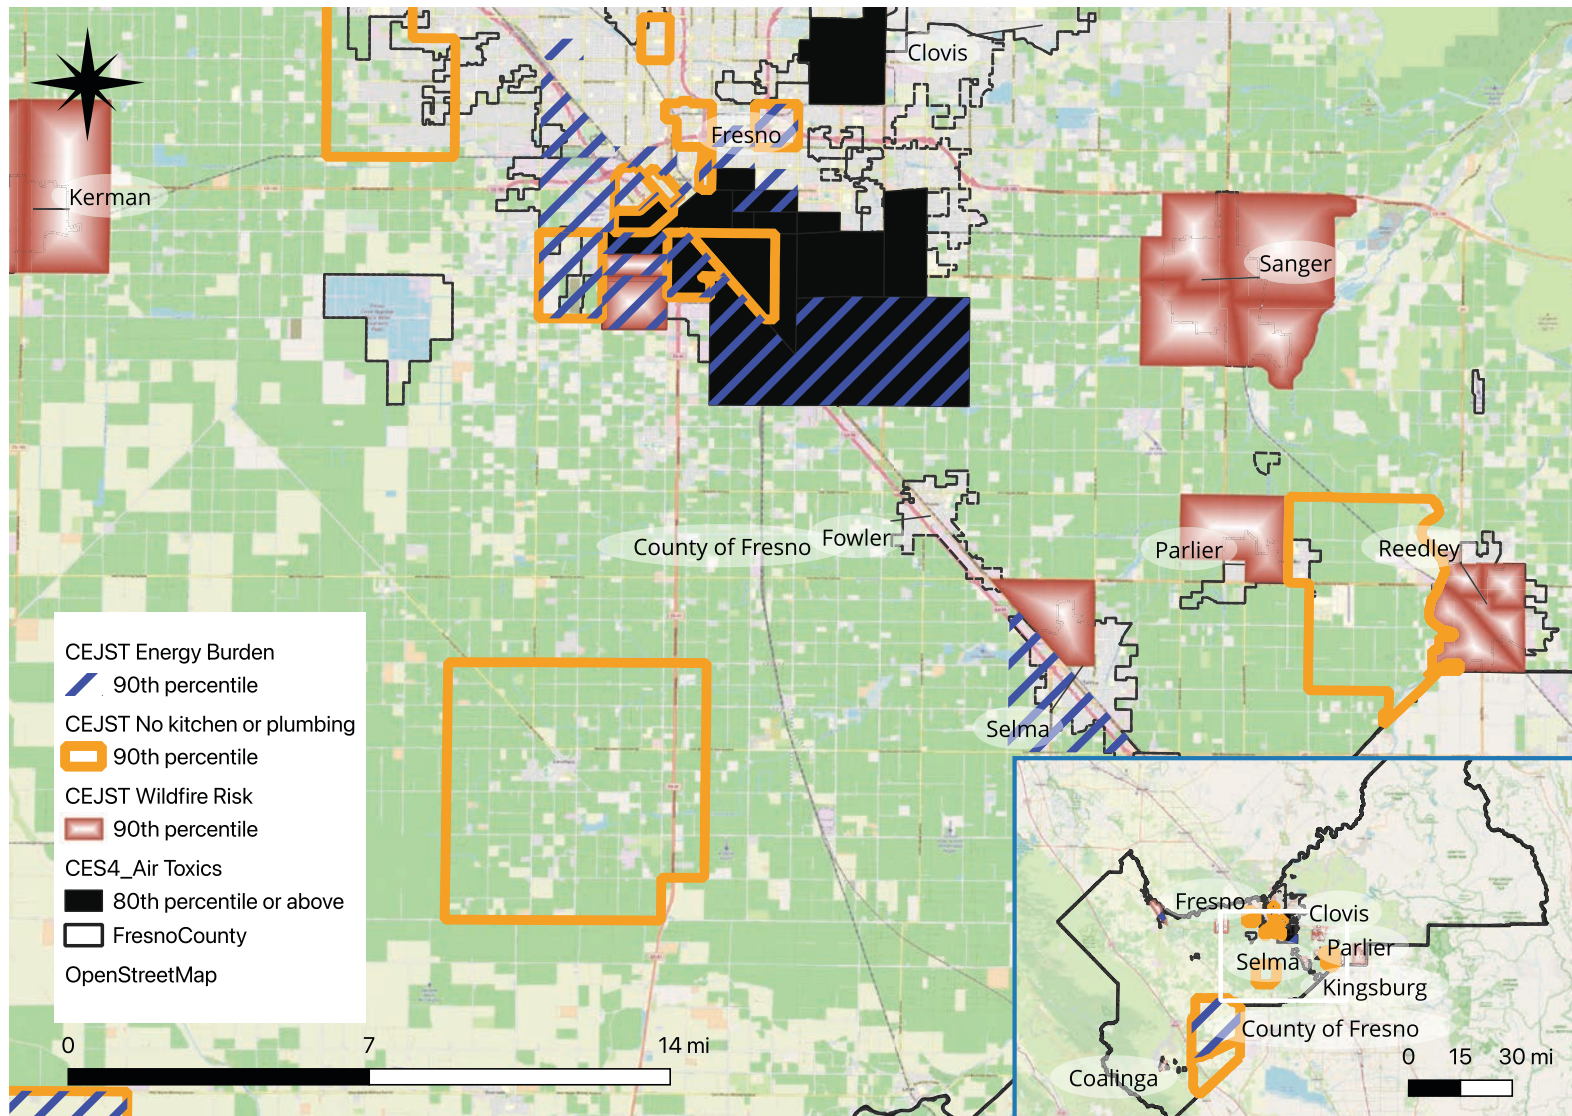 Clovis
Fresno
Kerman
Sanger
County of Fresno
Fowler
Parlier
Reedley
Selma
CEJST Energy Burden
90th percentile
CEJST No kitchen or plumbing
90th percentile
CEJST Wildfire Risk
90th percentile
CES4_Air Toxics
80th percentile or above
FresnoCounty
OpenStreetMap
0 7 14 mi
Fresno
Clovis
Parlier
Selma
Kingsburg
County of Fresno
Coalinga
0 15 30 mi